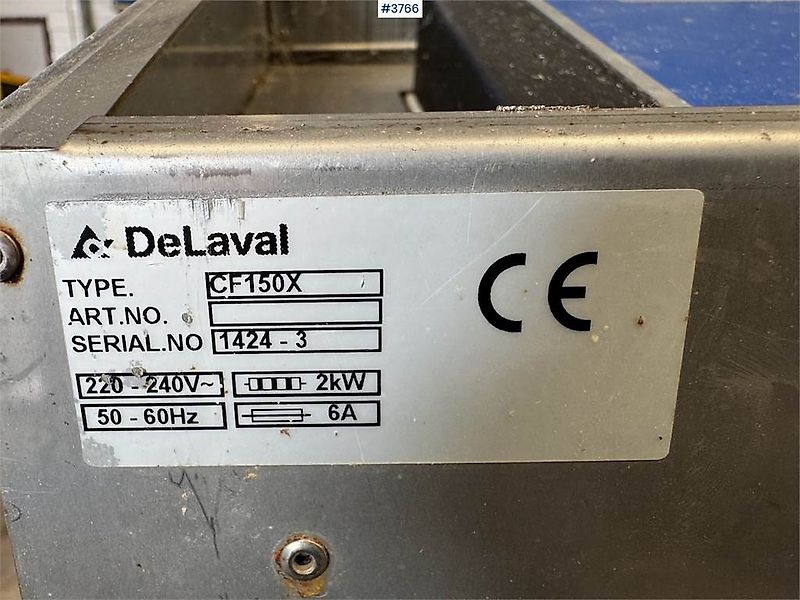 #3766
DeLaval
TYPE. CF150X
ART.NO.
SERIAL.NO 1424 - 3
220 - 240V~ 2kW
50 - 60Hz 6A
CE